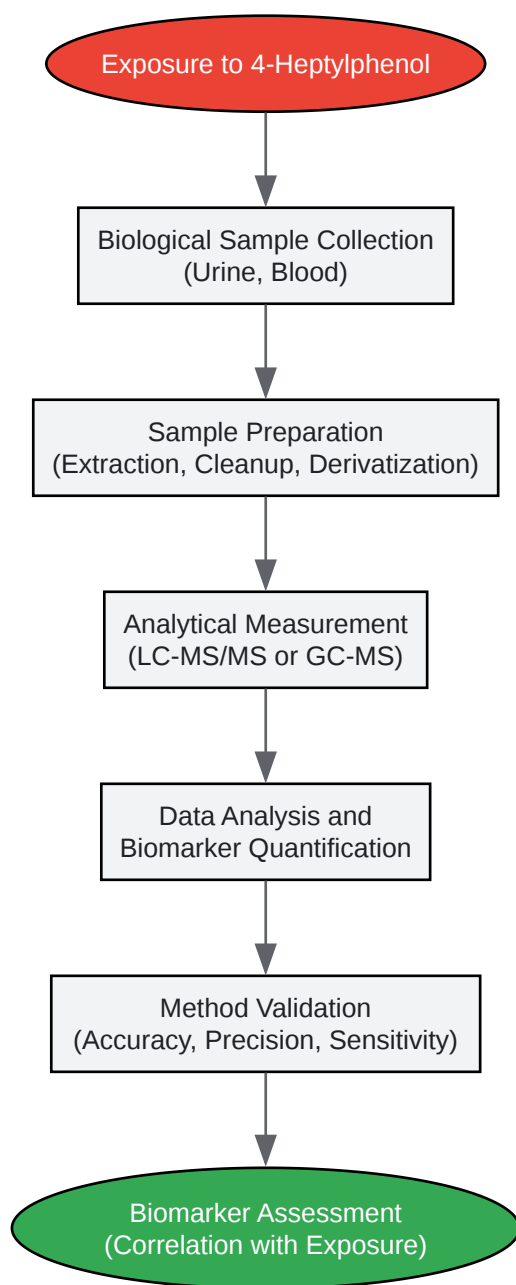 Exposure to 4-Heptylphenol
Biological Sample Collection
(Urine, Blood)
Sample Preparation
(Extraction, Cleanup, Derivatization)
Analytical Measurement
(LC-MS/MS or GC-MS)
Data Analysis and
Biomarker Quantification
Method Validation
(Accuracy, Precision, Sensitivity)
Biomarker Assessment
(Correlation with Exposure)